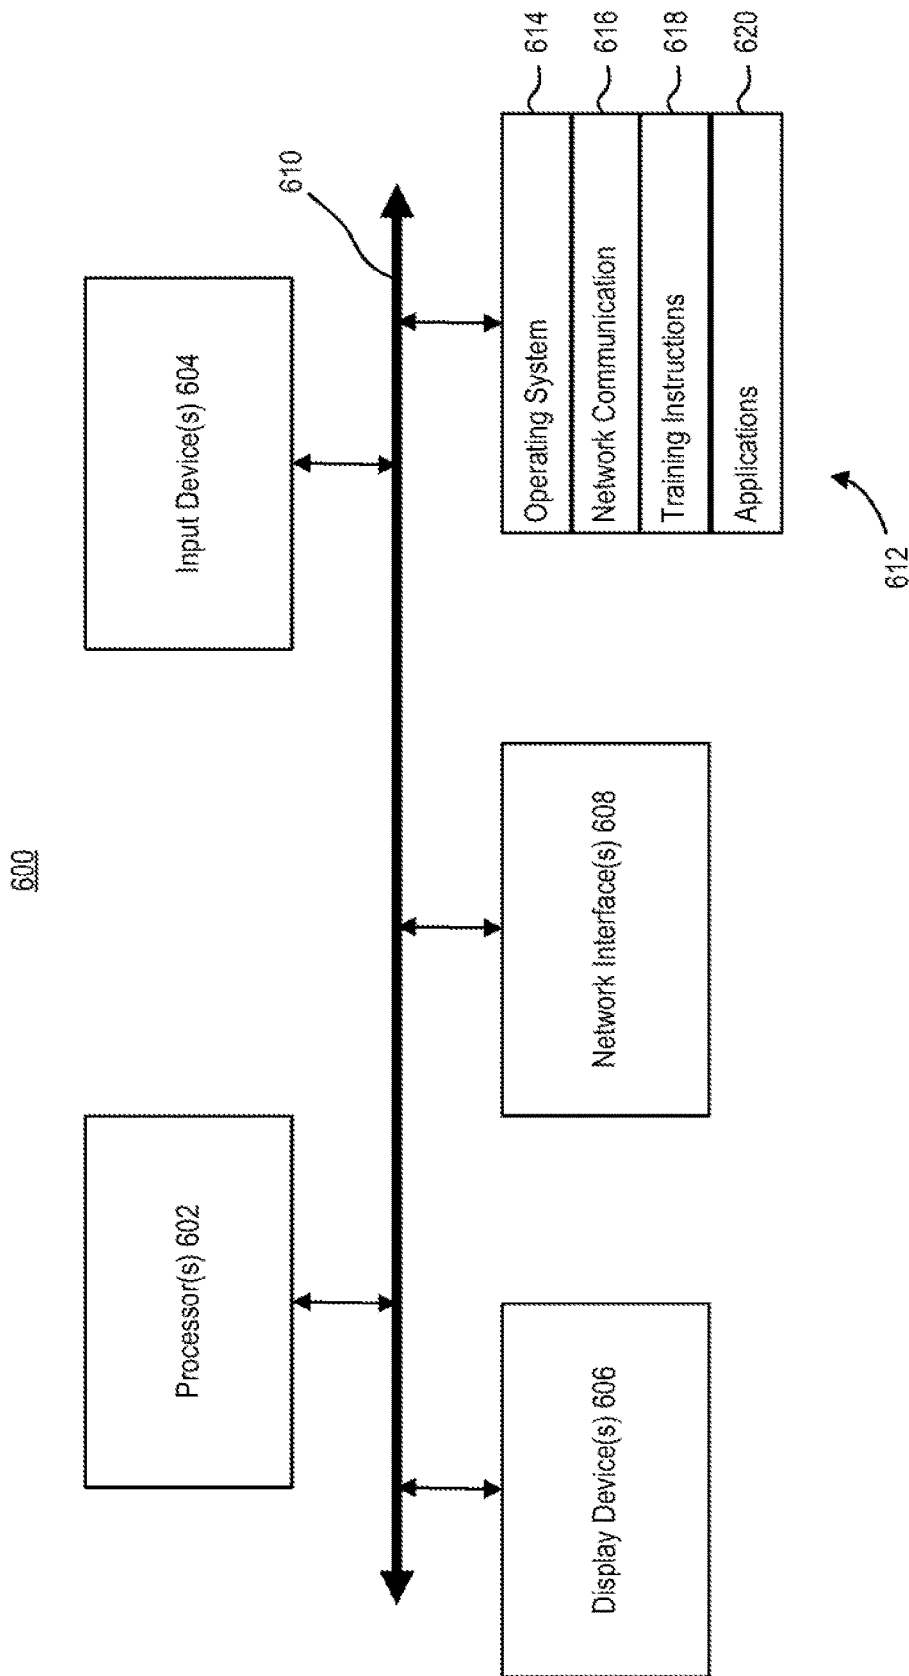 600
Processor(s) 602
Input Device(s) 604
610
Display Device(s) 606
Network Interface(s) 608
Operating System
614
Network Communication
616
Training Instructions
618
Applications
620
612